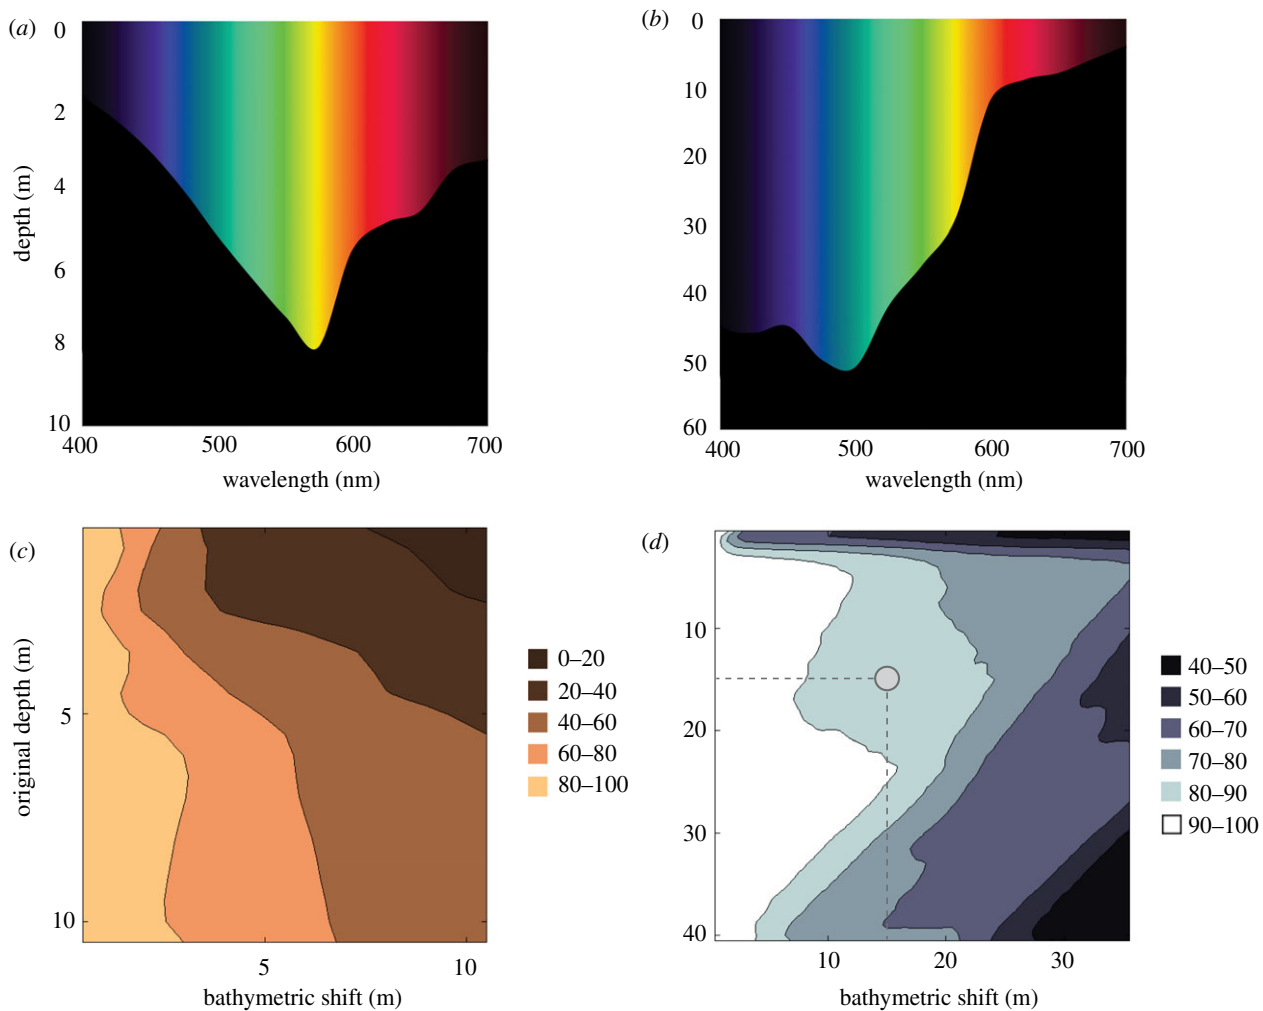 (a)
0
2
4
6
8
10
depth (m)
400 500 600 700
wavelength (nm)
(b)
0
10
20
30
40
50
60
400 500 600 700
wavelength (nm)
(c)
original depth (m)
5
10
5 10
bathymetric shift (m)
0–20
20–40
40–60
60–80
80–100
(d)
10
20
30
40
10 20 30
bathymetric shift (m)
40–50
50–60
60–70
70–80
80–90
90–100